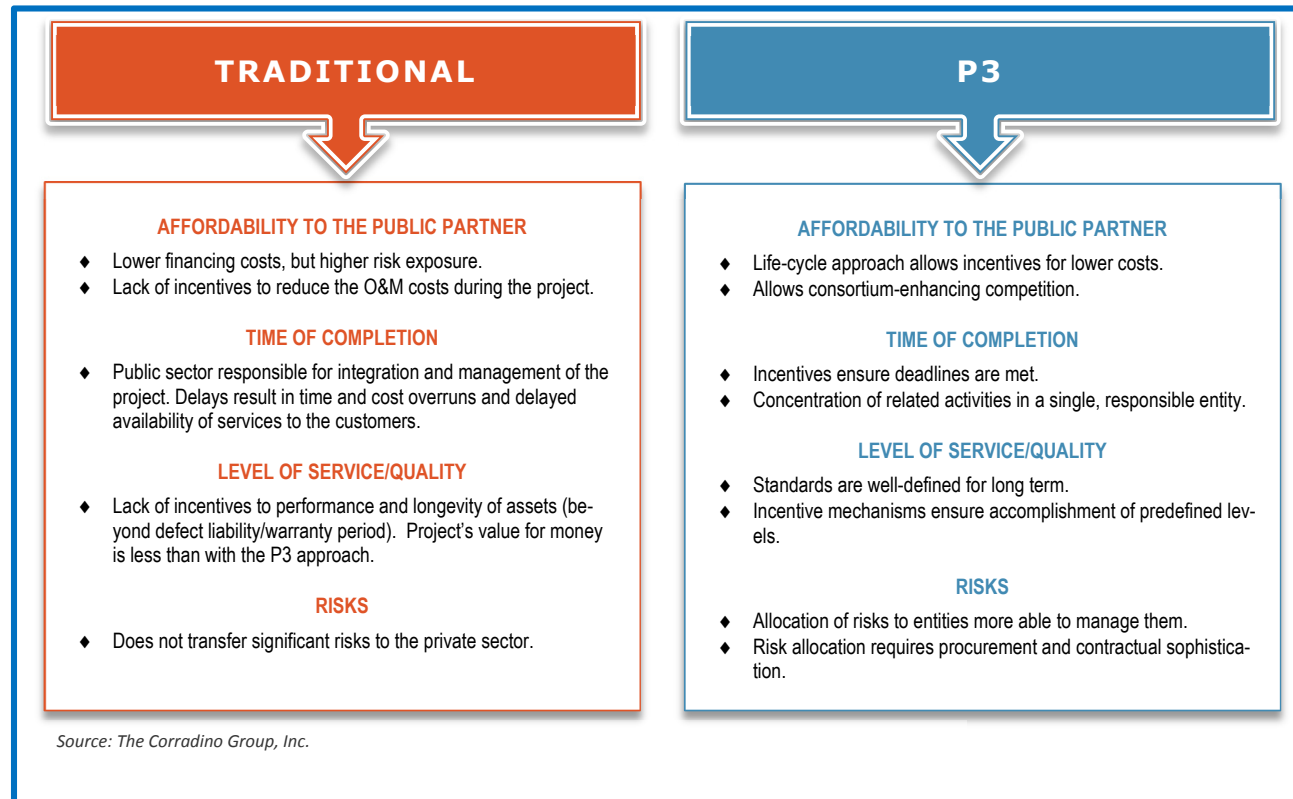 TRADITIONAL
AFFORDABILITY TO THE PUBLIC PARTNER
♦ Lower financing costs, but higher risk exposure.
♦ Lack of incentives to reduce the O&M costs during the project.
TIME OF COMPLETION
♦ Public sector responsible for integration and management of the
project. Delays result in time and cost overruns and delayed
availability of services to the customers.
LEVEL OF SERVICE/QUALITY
♦ Lack of incentives to performance and longevity of assets (be-
yond defect liability/warranty period). Project's value for money
is less than with the P3 approach.
RISKS
♦ Does not transfer significant risks to the private sector.
P3
AFFORDABILITY TO THE PUBLIC PARTNER
♦ Life-cycle approach allows incentives for lower costs.
♦ Allows consortium-enhancing competition.
TIME OF COMPLETION
♦ Incentives ensure deadlines are met.
♦ Concentration of related activities in a single, responsible entity.
LEVEL OF SERVICE/QUALITY
♦ Standards are well-defined for long term.
♦ Incentive mechanisms ensure accomplishment of predefined lev-
els.
RISKS
♦ Allocation of risks to entities more able to manage them.
♦ Risk allocation requires procurement and contractual sophistica-
tion.
Source: The Corradino Group, Inc.